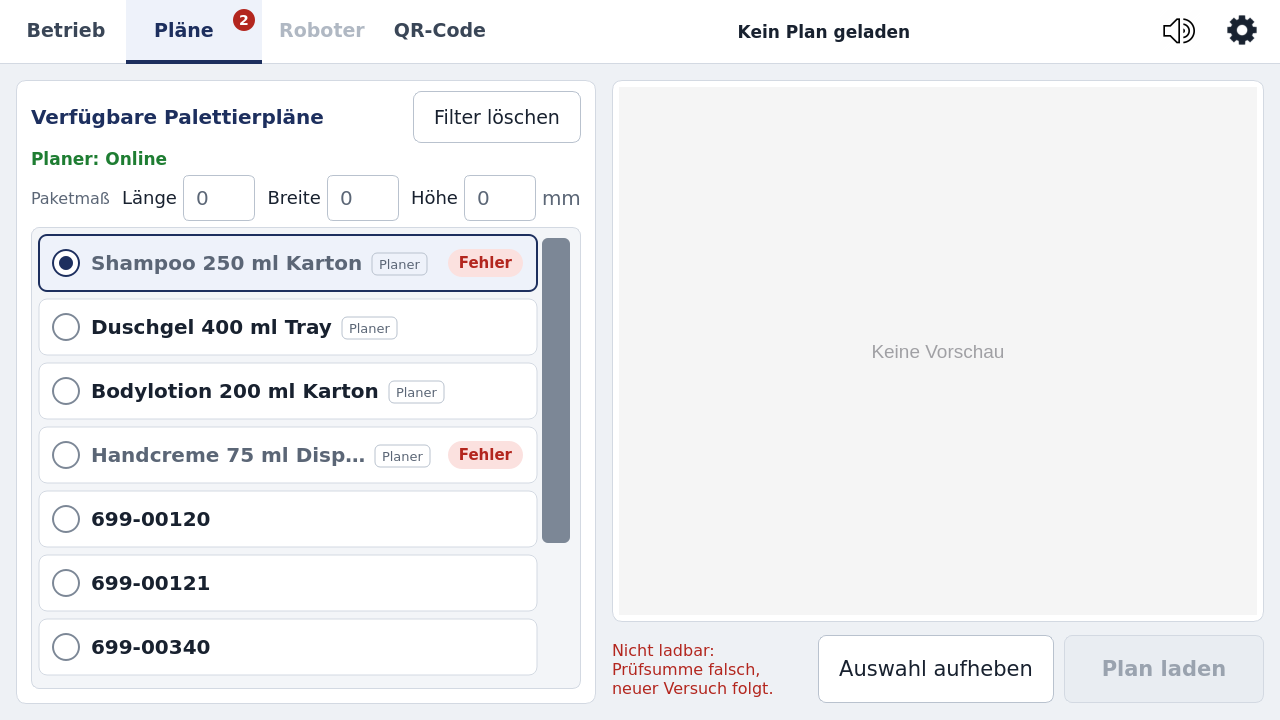 Betrieb
Pläne
2
Roboter
QR-Code
Kein Plan geladen
Verfügbare Palettierpläne
Filter löschen
Planer: Online
Paketmaß Länge 0 Breite 0 Höhe 0 mm
Shampoo 250 ml Karton Planer Fehler
Duschgel 400 ml Tray Planer
Bodylotion 200 ml Karton Planer
Handcreme 75 ml Disp... Planer Fehler
699-00120
699-00121
699-00340
Keine Vorschau
Nicht ladbar:
Prüfsumme falsch,
neuer Versuch folgt.
Auswahl aufheben
Plan laden